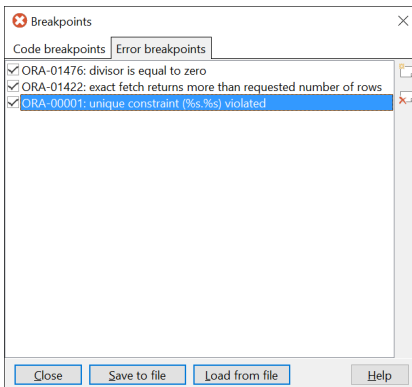 Breakpoints
Code breakpoints Error breakpoints
ORA-01476: divisor is equal to zero
ORA-01422: exact fetch returns more than requested number of rows
ORA-00001: unique constraint (%s.%s) violated
Close Save to file Load from file Help